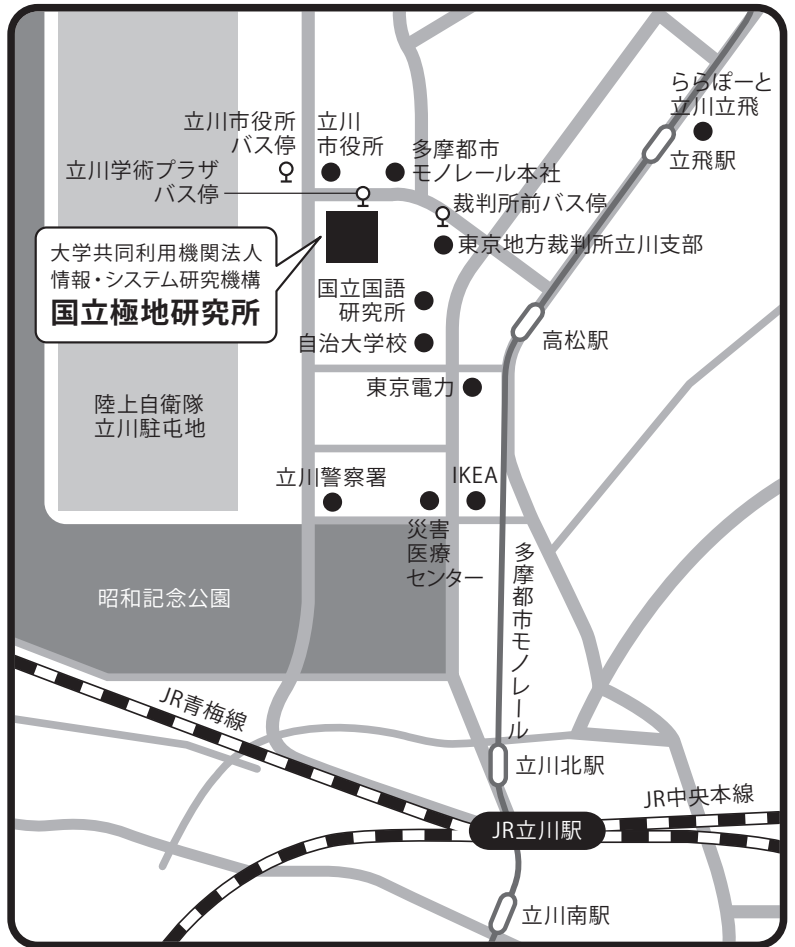 ららぽーと
立川立飛
立飛駅
立川市役所
バス停
立川
市役所
多摩都市
モノレール本社
立川学術プラザ
バス停
裁判所前バス停
東京地方裁判所立川支部
大学共同利用機関法人
情報・システム研究機構
国立極地研究所
国立国語
研究所
自治大学校
高松駅
東京電力
陸上自衛隊
立川駐屯地
立川警察署
IKEA
災害
医療
センター
多摩都市モノレール
昭和記念公園
JR青梅線
立川北駅
JR中央本線
JR立川駅
立川南駅